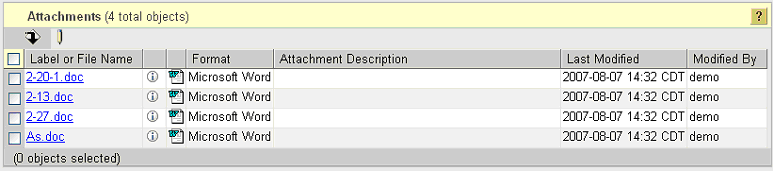 Attachments (4 total objects) ?
Label or File Name Format Attachment Description Last Modified Modified By
2-20-1.doc Microsoft Word 2007-08-07 14:32 CDT demo
2-13.doc Microsoft Word 2007-08-07 14:32 CDT demo
2-27.doc Microsoft Word 2007-08-07 14:32 CDT demo
As.doc Microsoft Word 2007-08-07 14:32 CDT demo
(0 objects selected)